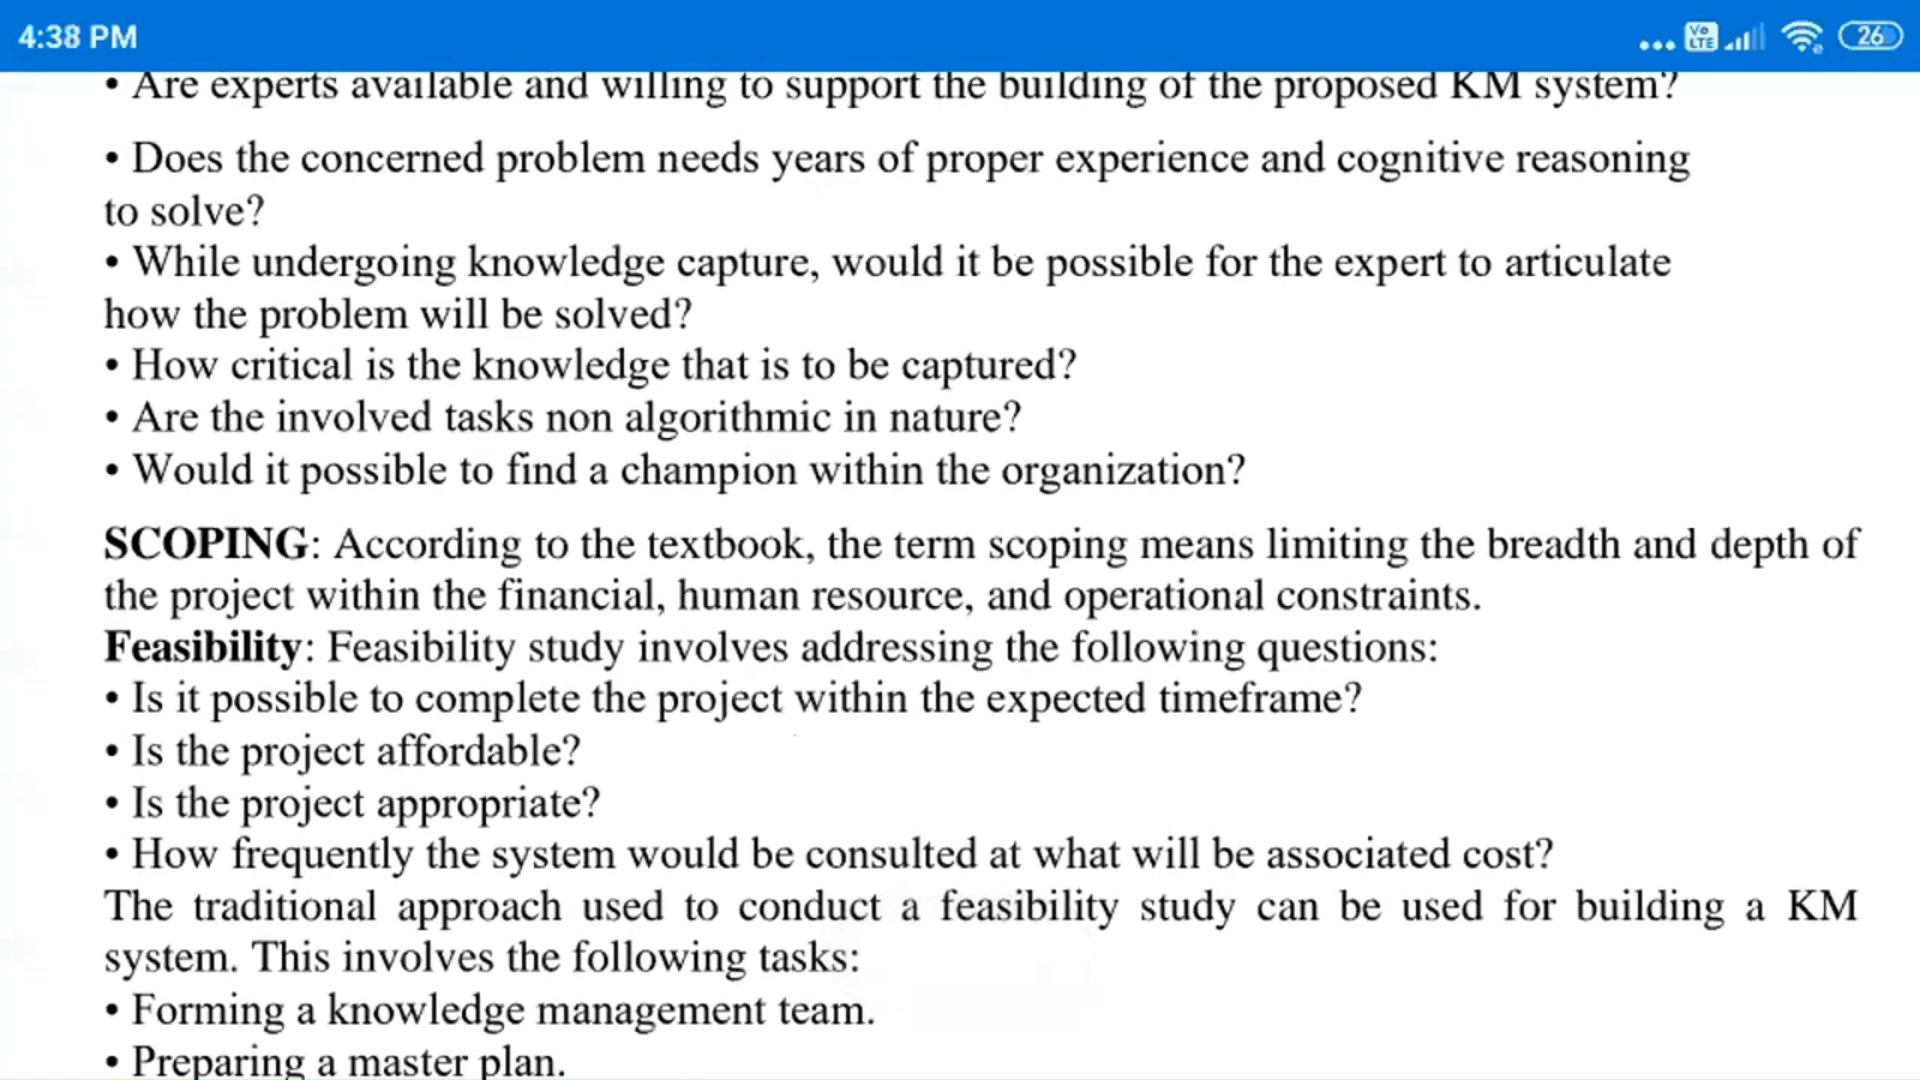 4:38 PM
Vo
LTE
26
• Are experts available and willing to support the building of the proposed KM system?
• Does the concerned problem needs years of proper experience and cognitive reasoning
to solve?
• While undergoing knowledge capture, would it be possible for the expert to articulate
how the problem will be solved?
• How critical is the knowledge that is to be captured?
• Are the involved tasks non algorithmic in nature?
• Would it possible to find a champion within the organization?
SCOPING: According to the textbook, the term scoping means limiting the breadth and depth of
the project within the financial, human resource, and operational constraints.
Feasibility: Feasibility study involves addressing the following questions:
• Is it possible to complete the project within the expected timeframe?
• Is the project affordable?
• Is the project appropriate?
• How frequently the system would be consulted at what will be associated cost?
The traditional approach used to conduct a feasibility study can be used for building a KM
system. This involves the following tasks:
• Forming a knowledge management team.
• Preparing a master plan.